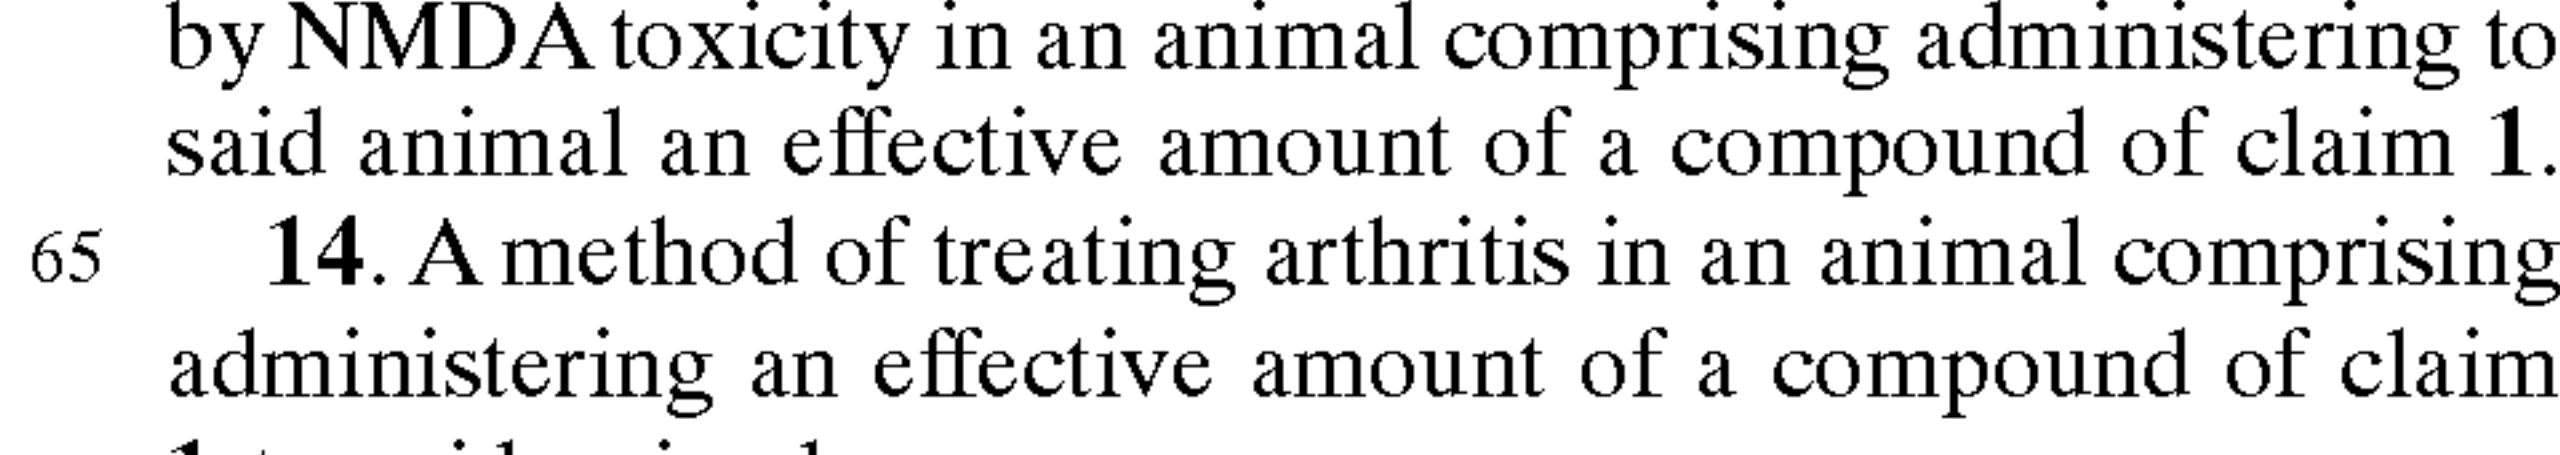 by NMDA toxicity in an animal comprising administering to
said animal an effective amount of a compound of claim 1.
65 14. A method of treating arthritis in an animal comprising
administering an effective amount of a compound of claim